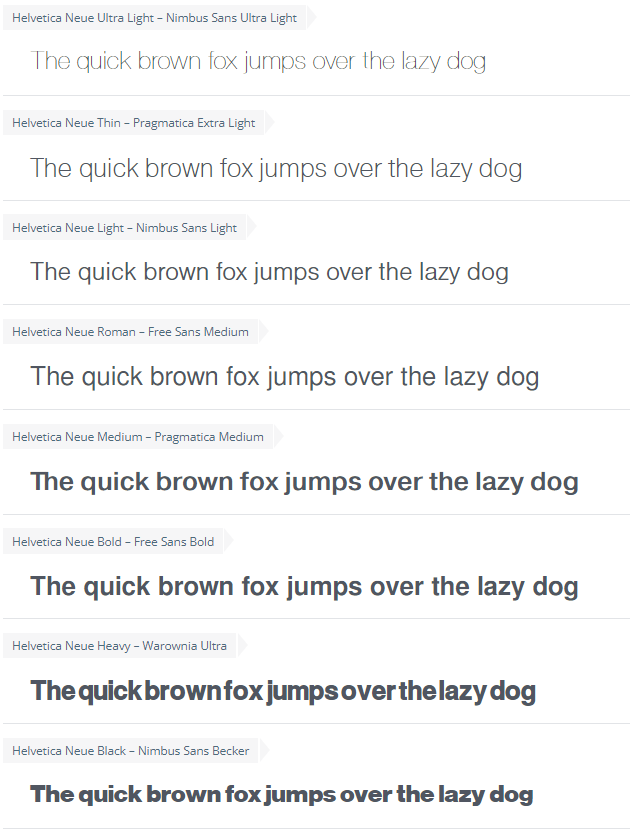 Helvetica Neue Ultra Light – Nimbus Sans Ultra Light
The quick brown fox jumps over the lazy dog
Helvetica Neue Thin – Pragmatica Extra Light
The quick brown fox jumps over the lazy dog
Helvetica Neue Light – Nimbus Sans Light
The quick brown fox jumps over the lazy dog
Helvetica Neue Roman – Free Sans Medium
The quick brown fox jumps over the lazy dog
Helvetica Neue Medium – Pragmatica Medium
The quick brown fox jumps over the lazy dog
Helvetica Neue Bold – Free Sans Bold
The quick brown fox jumps over the lazy dog
Helvetica Neue Heavy – Warownia Ultra
The quick brown fox jumps over the lazy dog
Helvetica Neue Black – Nimbus Sans Becker
The quick brown fox jumps over the lazy dog